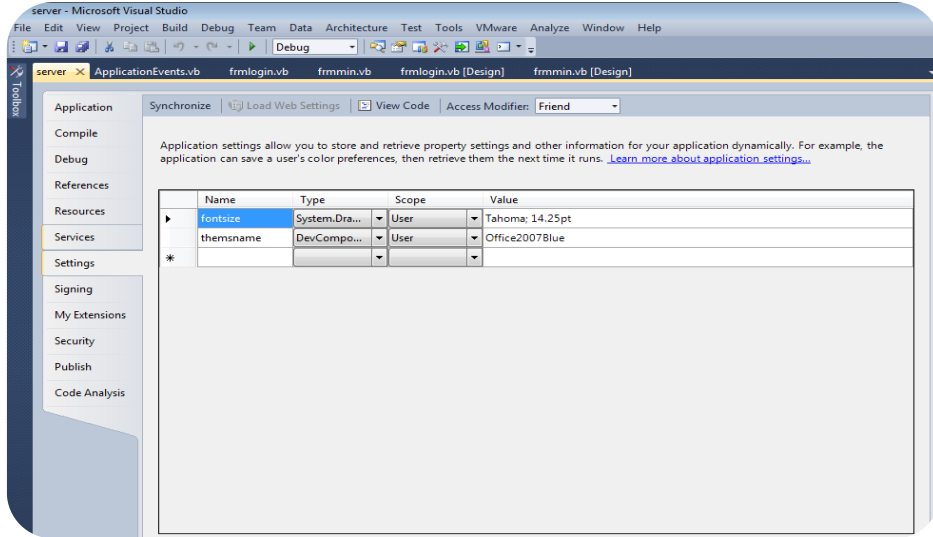 server - Microsoft Visual Studio
File Edit View Project Build Debug Team Data Architecture Test Tools VMware Analyze Window Help
Debug
server ApplicationEvents.vb frmlogin.vb frmmin.vb frmlogin.vb [Design] frmmin.vb [Design]
Toolbox
Application
Compile
Debug
References
Resources
Services
Settings
Signing
My Extensions
Security
Publish
Code Analysis
Synchronize Load Web Settings View Code Access Modifier: Friend
Application settings allow you to store and retrieve property settings and other information for your application dynamically. For example, the
application can save a user's color preferences, then retrieve them the next time it runs. Learn more about application settings...
Name Type Scope Value
fontsize System.Dra... User Tahoma; 14.25pt
themsname DevCompo... User Office2007Blue